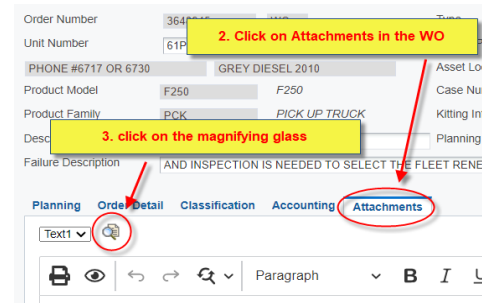 Order Number WO Type
2. Click on Attachments in the WO
Unit Number 61P
PHONE #6717 OR 6730 GREY DIESEL 2010 Asset Loc
Product Model F250 F250 Case Nu
Product Family PCK PICK UP TRUCK Kitting In
3. click on the magnifying glass
Desc Planning
Failure Description AND INSPECTION IS NEEDED TO SELECT THE FLEET RENE
Planning Order Detail Classification Accounting Attachments
Text1
Paragraph B I U